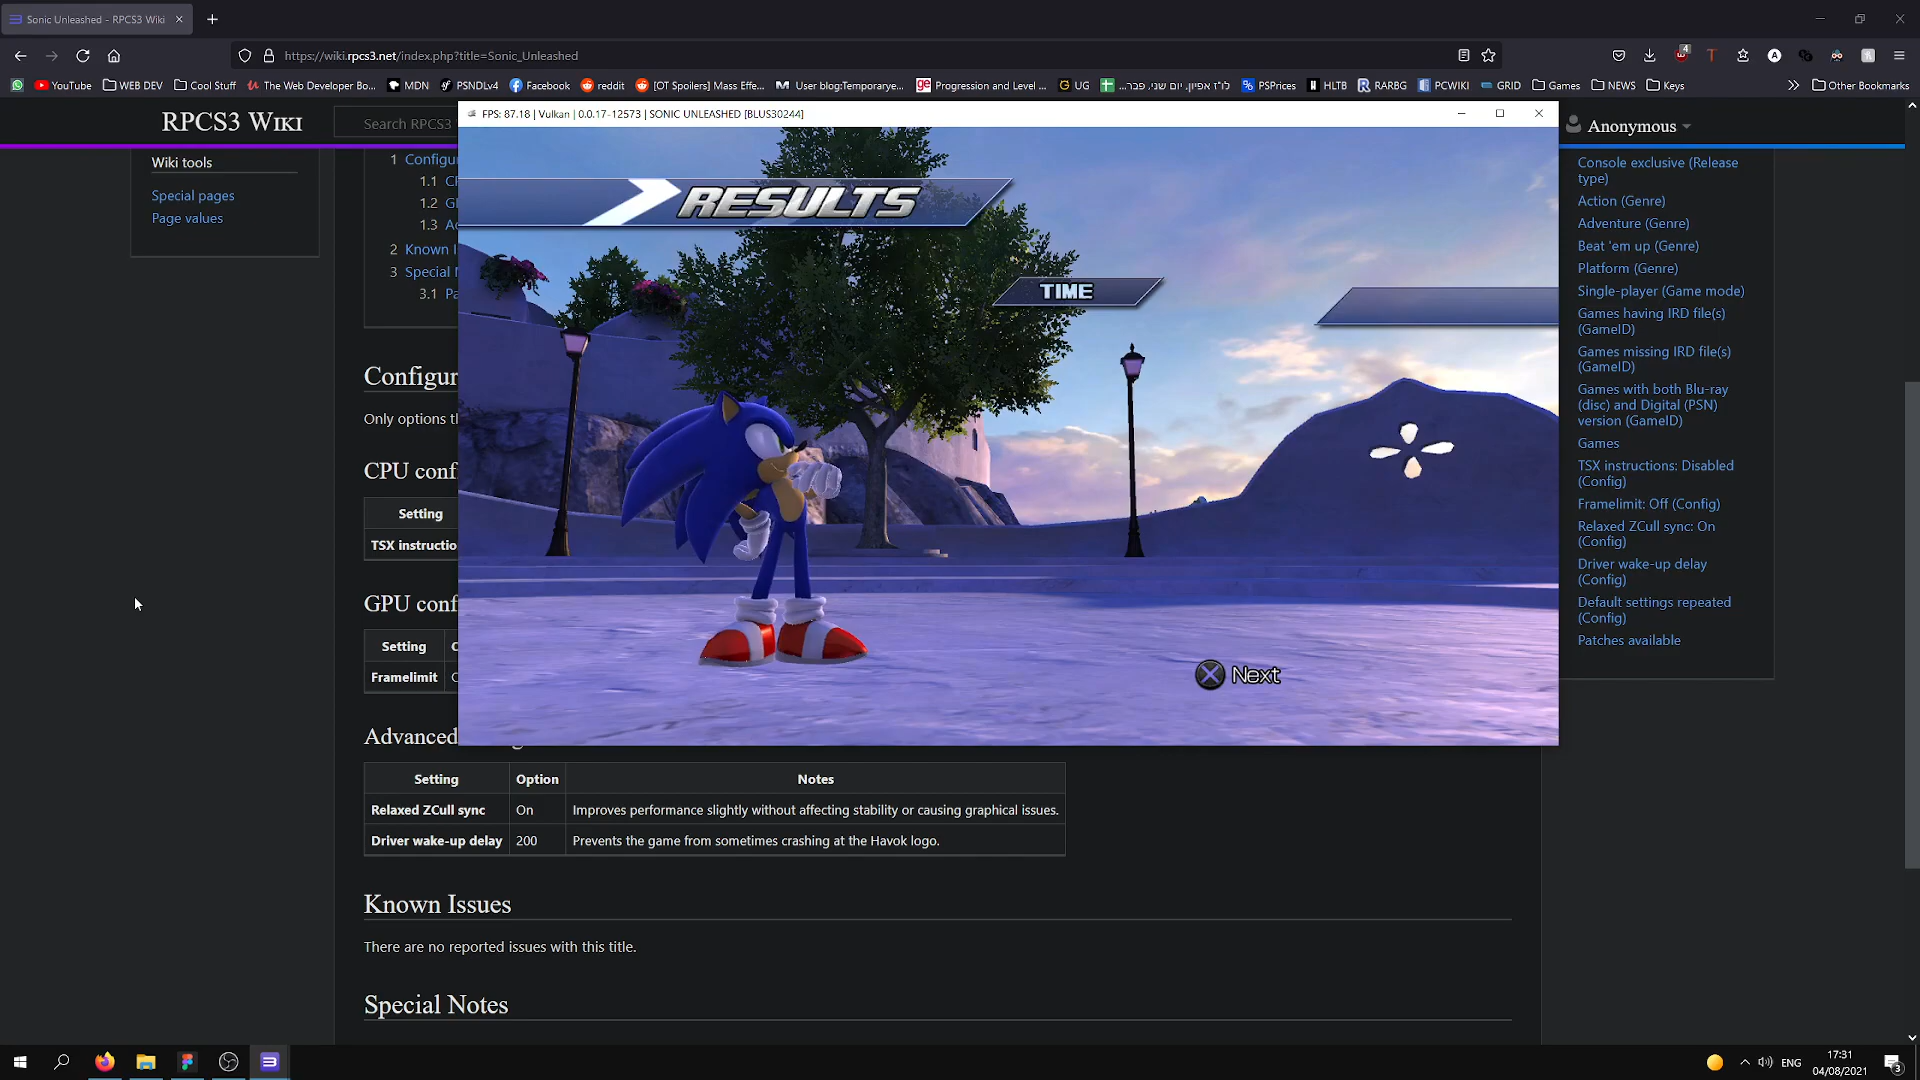 Sonic Unleashed - RPCS3 Wiki
https://wiki.rpcs3.net/index.php?title=Sonic_Unleashed
4
YouTube
WEB DEV
Cool Stuff
The Web Developer Bo...
MDN
PSNDLv4
Facebook
reddit
[OT Spoilers] Mass Effe...
User blog:Temporarye...
Progression and Level ...
UG
לו"ז אפיון. יום שני, פבר...
PSPrices
HLTB
RARBG
PCWIKI
GRID
Games
NEWS
Keys
Other Bookmarks
RPCS3 WIKI
Search RPCS3
Anonymous
Wiki tools
Special pages
Page values
1 Configu
1.1 C
1.2 G
1.3 A
2 Known I
3 Special
3.1 Pa
Configur
Only options t
CPU conf
Setting
TSX instructio
GPU conf
Setting
Framelimit
FPS: 87.18 | Vulkan | 0.0.17-12573 | SONIC UNLEASHED [BLUS30244]
RESULTS
TIME
Next
Advanced
Setting Option Notes
Relaxed ZCull sync On Improves performance slightly without affecting stability or causing graphical issues.
Driver wake-up delay 200 Prevents the game from sometimes crashing at the Havok logo.
Known Issues
There are no reported issues with this title.
Special Notes
Console exclusive (Release
type)
Action (Genre)
Adventure (Genre)
Beat 'em up (Genre)
Platform (Genre)
Single-player (Game mode)
Games having IRD file(s)
(GameID)
Games missing IRD file(s)
(GameID)
Games with both Blu-ray
(disc) and Digital (PSN)
version (GameID)
Games
TSX instructions: Disabled
(Config)
Framelimit: Off (Config)
Relaxed ZCull sync: On
(Config)
Driver wake-up delay
(Config)
Default settings repeated
(Config)
Patches available
ENG
17:31
04/08/2021
3